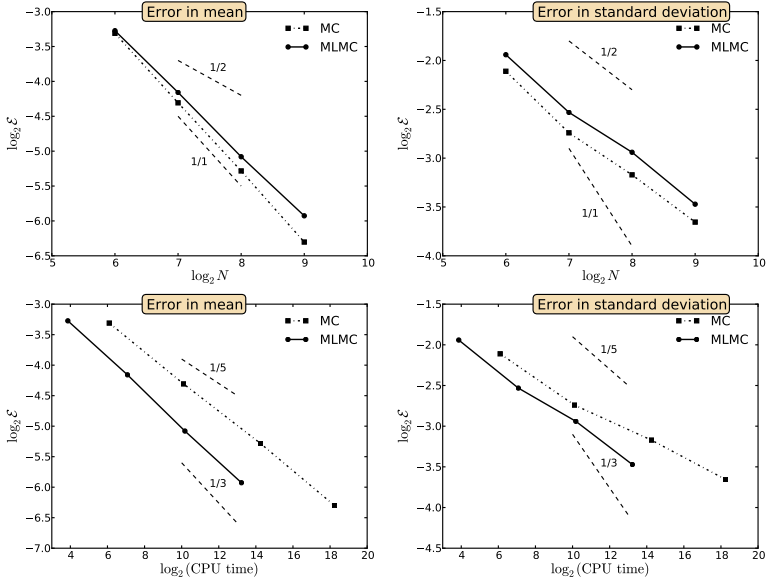 Error in mean
MC
MLMC
1/2
1/1
−3.0
−3.5
−4.0
−4.5
−5.0
−5.5
−6.0
−6.5
log₂ ℰ
5 6 7 8 9 10
log₂ N
Error in standard deviation
MC
MLMC
1/2
1/1
−1.5
−2.0
−2.5
−3.0
−3.5
−4.0
log₂ ℰ
5 6 7 8 9 10
log₂ N
Error in mean
MC
MLMC
1/5
1/3
−3.0
−3.5
−4.0
−4.5
−5.0
−5.5
−6.0
−6.5
−7.0
log₂ ℰ
4 6 8 10 12 14 16 18 20
log₂(CPU time)
Error in standard deviation
MC
MLMC
1/5
1/3
−1.5
−2.0
−2.5
−3.0
−3.5
−4.0
−4.5
log₂ ℰ
4 6 8 10 12 14 16 18 20
log₂(CPU time)